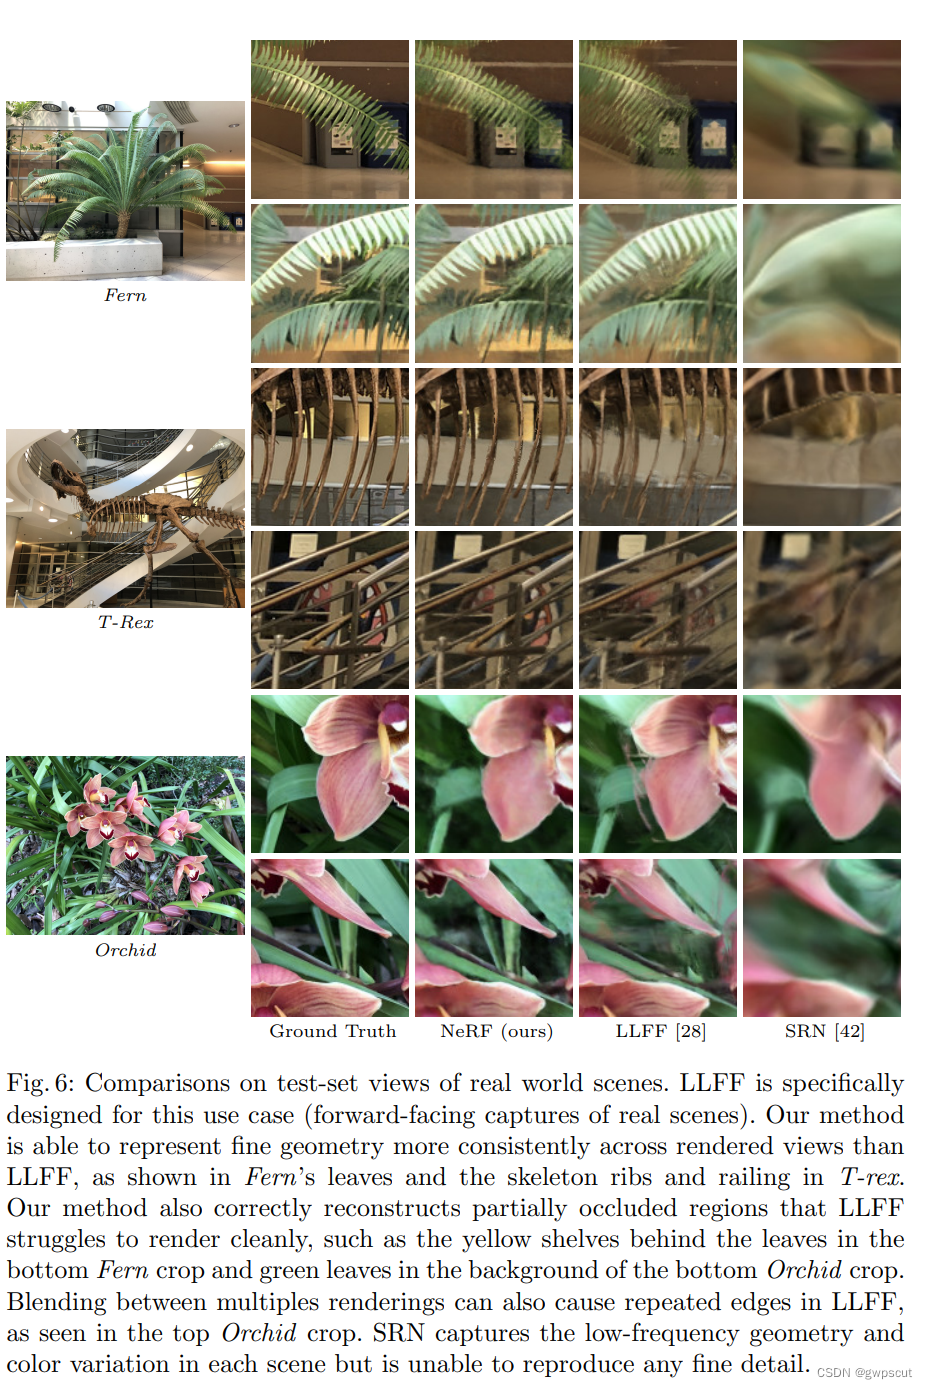 Fern
T-Rex
Orchid
Ground Truth NeRF (ours) LLFF [28] SRN [42]
Fig. 6: Comparisons on test-set views of real world scenes. LLFF is specifically
designed for this use case (forward-facing captures of real scenes). Our method
is able to represent fine geometry more consistently across rendered views than
LLFF, as shown in Fern's leaves and the skeleton ribs and railing in T-rex.
Our method also correctly reconstructs partially occluded regions that LLFF
struggles to render cleanly, such as the yellow shelves behind the leaves in the
bottom Fern crop and green leaves in the background of the bottom Orchid crop.
Blending between multiples renderings can also cause repeated edges in LLFF,
as seen in the top Orchid crop. SRN captures the low-frequency geometry and
color variation in each scene but is unable to reproduce any fine detail.
CSDN @gwpscut